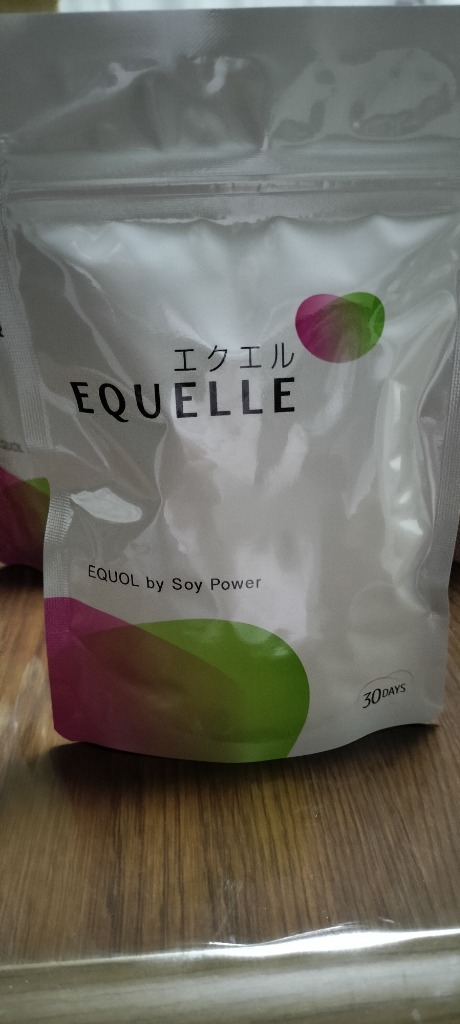 エクエル
EQUELLE
EQUOL by Soy Power
30DAYS